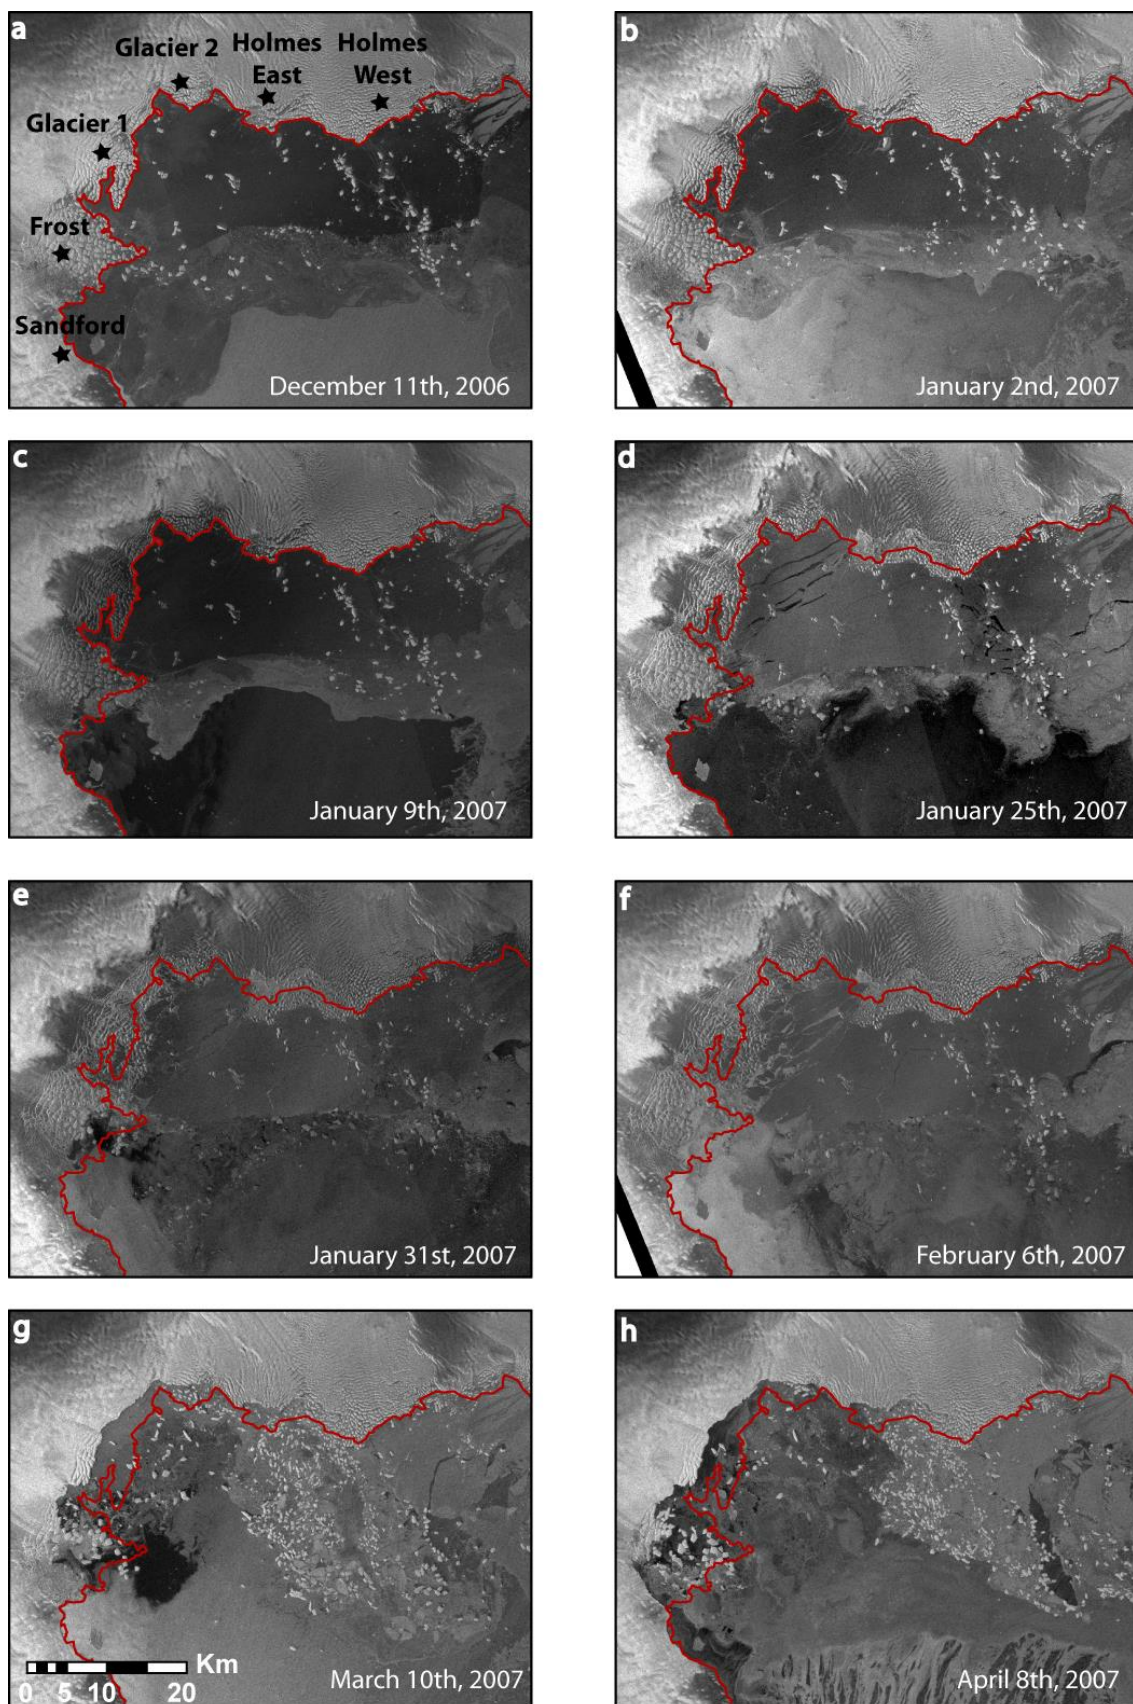 a
Glacier 2
Holmes
East
Holmes
West
Glacier 1
Frost
Sandford
December 11th, 2006
b
January 2nd, 2007
c
January 9th, 2007
d
January 25th, 2007
e
January 31st, 2007
f
February 6th, 2007
g
Km
0 5 10 20
March 10th, 2007
h
April 8th, 2007